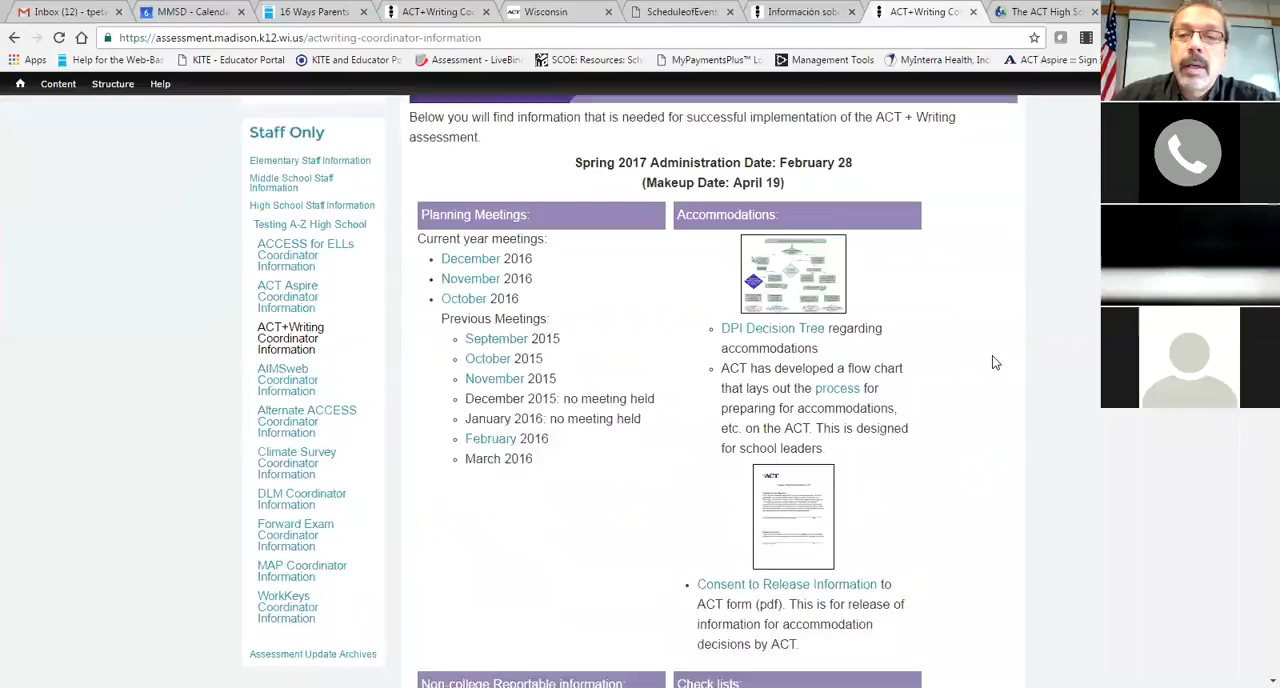 Inbox (12) - tpeta
MMSD - Calenda
16 Ways Parents
ACT+Writing Coo
Wisconsin
ScheduleofEvent
Información sob
ACT+Writing Co
The ACT High Sc
https://assessment.madison.k12.wi.us/actwriting-coordinator-information
Apps
Help for the Web-Bas
KITE - Educator Portal
KITE and Educator Po
Assessment - LiveBin
SCOE: Resources: Sch
MyPaymentsPlus™ Lo
Management Tools
MyInterra Health, Inc
ACT Aspire :: Sign
Content
Structure
Help
Below you will find information that is needed for successful implementation of the ACT + Writing
assessment.
Spring 2017 Administration Date: February 28
(Makeup Date: April 19)
Staff Only
Elementary Staff Information
Middle School Staff
Information
High School Staff Information
Testing A-Z High School
ACCESS for ELLs
Coordinator
Information
ACT Aspire
Coordinator
Information
ACT+Writing
Coordinator
Information
AIMSweb
Coordinator
Information
Alternate ACCESS
Coordinator
Information
Climate Survey
Coordinator
Information
DLM Coordinator
Information
Forward Exam
Coordinator
Information
MAP Coordinator
Information
WorkKeys
Coordinator
Information
Assessment Update Archives
Planning Meetings:
Current year meetings:
December 2016
November 2016
October 2016
Previous Meetings:
September 2015
October 2015
November 2015
December 2015: no meeting held
January 2016: no meeting held
February 2016
March 2016
Accommodations:
DPI Decision Tree regarding
accommodations
ACT has developed a flow chart
that lays out the process for
preparing for accommodations,
etc. on the ACT. This is designed
for school leaders.
ACT
Consent to Release Information to
ACT form (pdf). This is for release of
information for accommodation
decisions by ACT.
Non-college Reportable information:
Check lists: